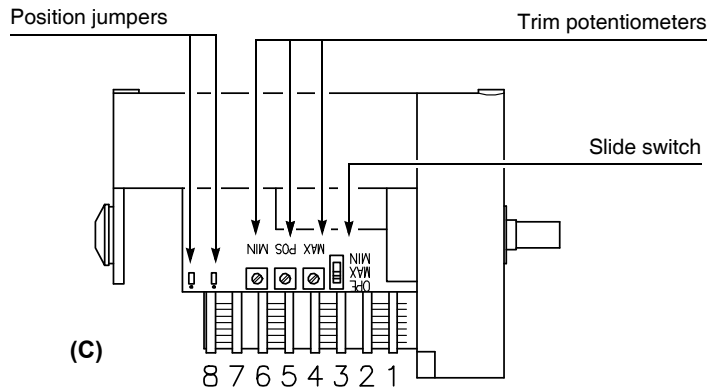 Position jumpers
Trim potentiometers
Slide switch
MIN POS MAX
MIN
MAX
OPE
(C)
8 7 6 5 4 3 2 1